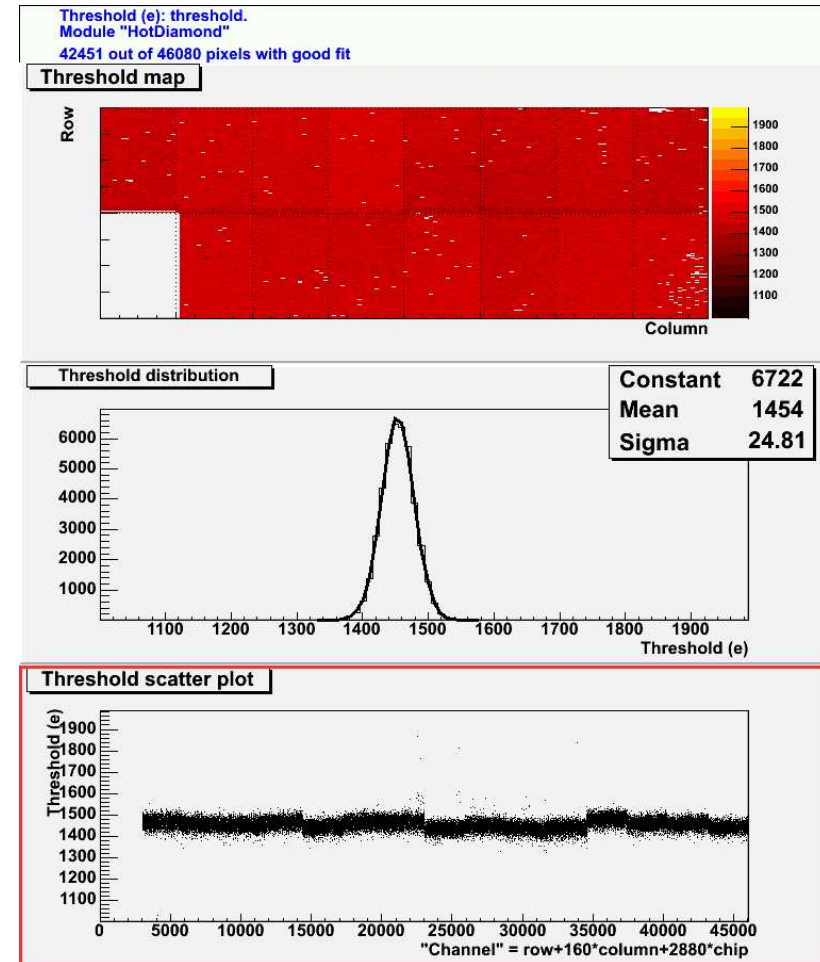 Threshold (e): threshold.
Module "HotDiamond"
42451 out of 46080 pixels with good fit
Threshold map
Row
1900
1800
1700
1600
1500
1400
1300
1200
1100
Column
Threshold distribution
Constant 6722
Mean 1454
Sigma 24.81
6000
5000
4000
3000
2000
1000
1100 1200 1300 1400 1500 1600 1700 1800 1900
Threshold (e)
Threshold scatter plot
Threshold (e)
1900
1800
1700
1600
1500
1400
1300
1200
1100
0 5000 10000 15000 20000 25000 30000 35000 40000 45000
"Channel" = row+160*column+2880*chip